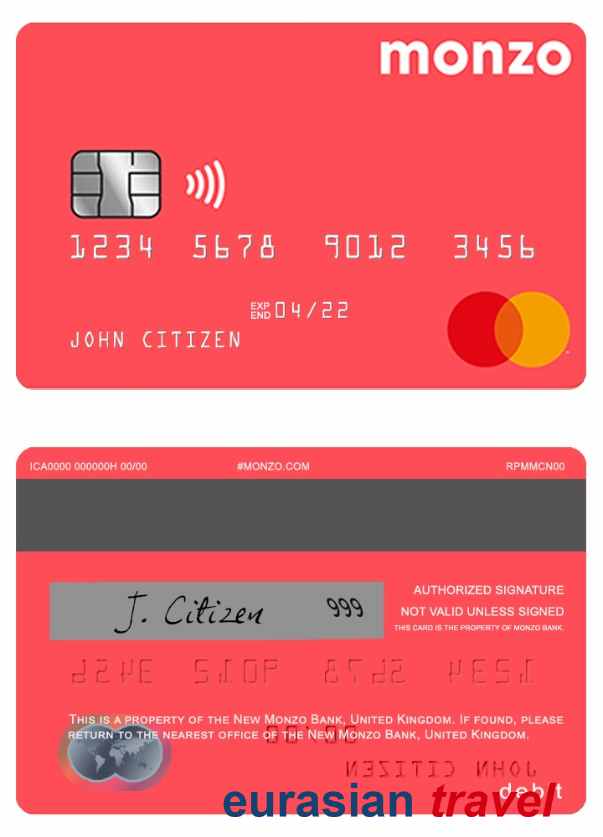 monzo
1234 5678 9012 3456
EXP
END 04/22
JOHN CITIZEN
ICA0000 000000H 00/00 #MONZO.COM RPMMCN00
AUTHORIZED SIGNATURE
J. Citizen 999
NOT VALID UNLESS SIGNED
THIS CARD IS THE PROPERTY OF MONZO BANK.
THIS IS A PROPERTY OF THE NEW MONZO BANK, UNITED KINGDOM. IF FOUND, PLEASE
RETURN TO THE NEAREST OFFICE OF THE NEW MONZO BANK, UNITED KINGDOM.
JOHN CITIZEN
debit
eurasian travel